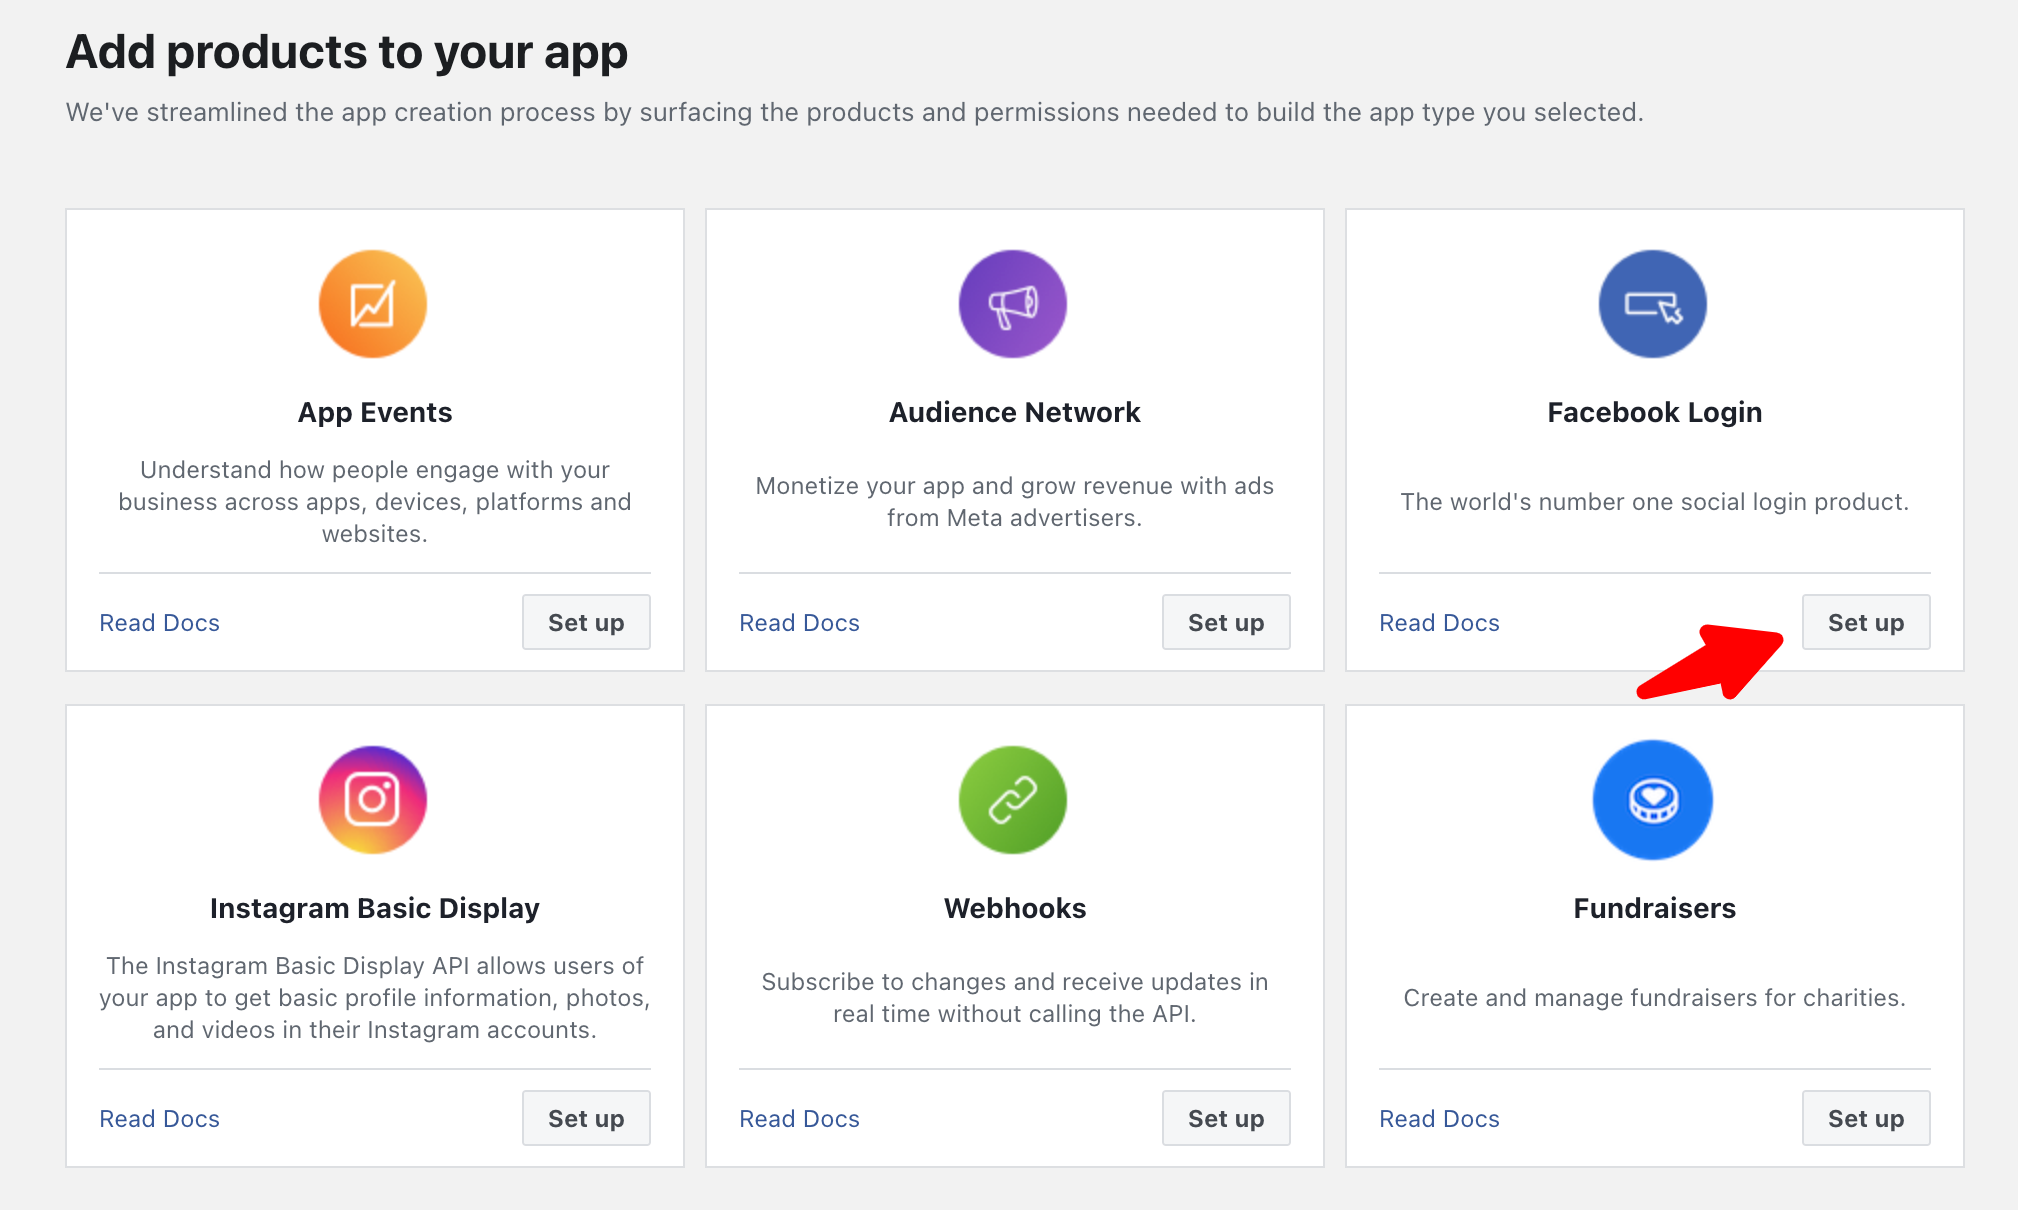 Add products to your app
We've streamlined the app creation process by surfacing the products and permissions needed to build the app type you selected.
App Events
Understand how people engage with your
business across apps, devices, platforms and
websites.
Read Docs
Set up
Audience Network
Monetize your app and grow revenue with ads
from Meta advertisers.
Read Docs
Set up
Facebook Login
The world's number one social login product.
Read Docs
Set up
Instagram Basic Display
The Instagram Basic Display API allows users of
your app to get basic profile information, photos,
and videos in their Instagram accounts.
Read Docs
Set up
Webhooks
Subscribe to changes and receive updates in
real time without calling the API.
Read Docs
Set up
Fundraisers
Create and manage fundraisers for charities.
Read Docs
Set up